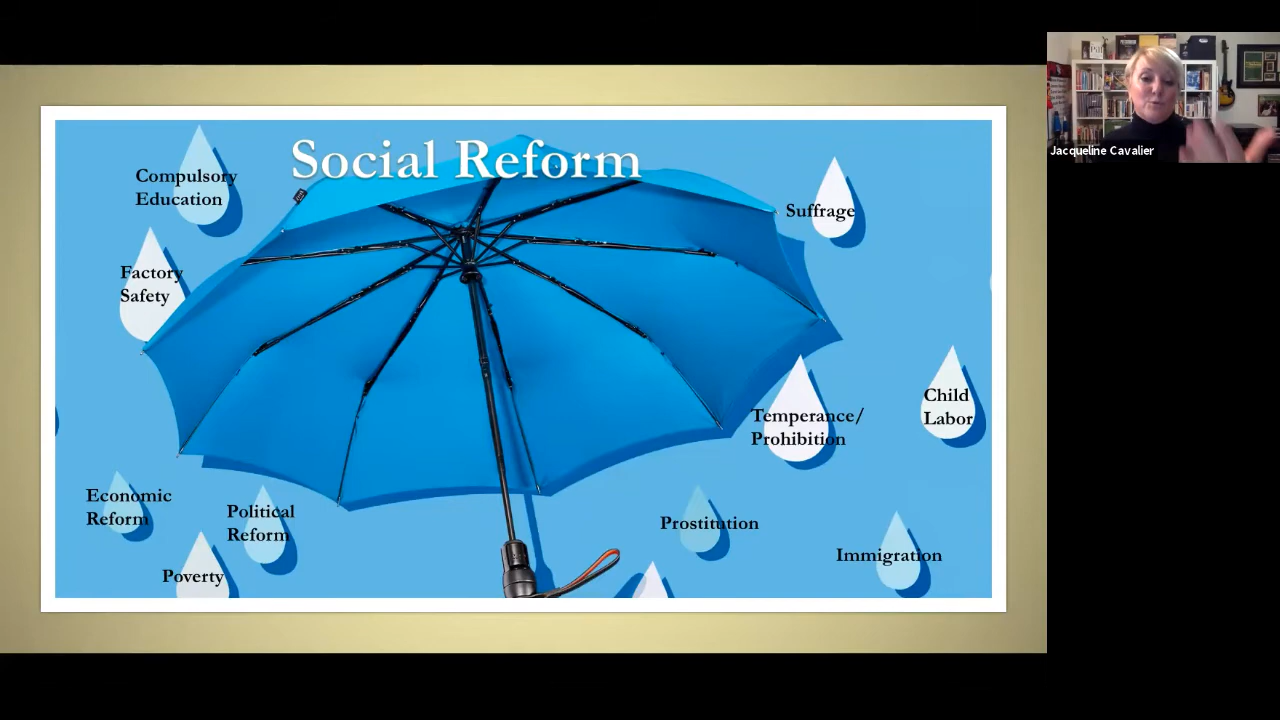 Social Reform
Compulsory
Education
Suffrage
Factory
Safety
Child
Labor
Temperance/
Prohibition
Economic
Reform
Political
Reform
Prostitution
Immigration
Poverty
Jacqueline Cavalier